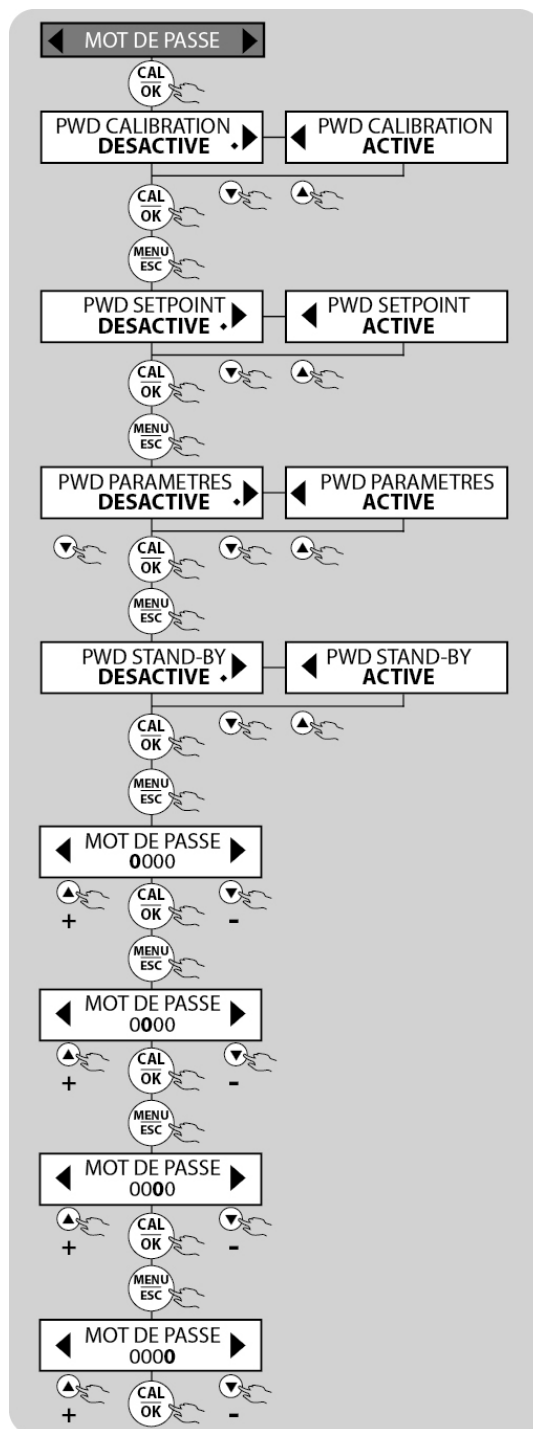 MOT DE PASSE
CAL
OK
PWD CALIBRATION
DESACTIVE
PWD CALIBRATION
ACTIVE
CAL
OK
MENU
ESC
PWD SETPOINT
DESACTIVE
PWD SETPOINT
ACTIVE
CAL
OK
MENU
ESC
PWD PARAMETRES
DESACTIVE
PWD PARAMETRES
ACTIVE
CAL
OK
MENU
ESC
PWD STAND-BY
DESACTIVE
PWD STAND-BY
ACTIVE
CAL
OK
MENU
ESC
MOT DE PASSE
0000
+
CAL
OK
-
MENU
ESC
MOT DE PASSE
0000
+
CAL
OK
-
MENU
ESC
MOT DE PASSE
0000
+
CAL
OK
-
MENU
ESC
MOT DE PASSE
0000
+
CAL
OK
-